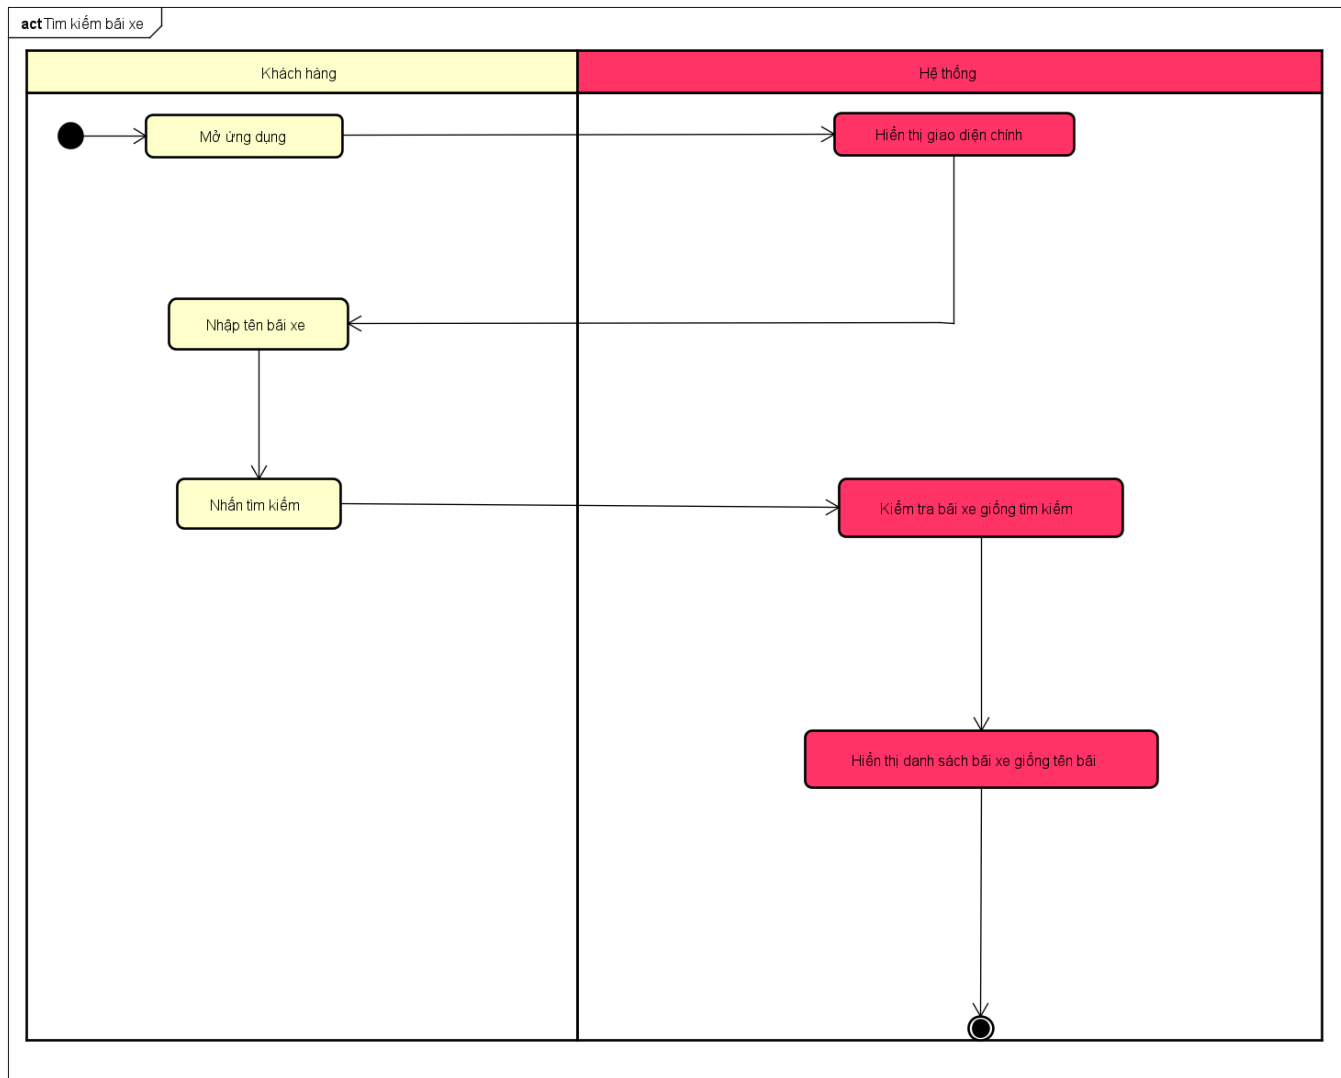 act Tìm kiếm bãi xe
Khách hàng
Hệ thống
Mở ứng dụng
Hiển thị giao diện chính
Nhập tên bãi xe
Nhấn tìm kiếm
Kiểm tra bãi xe giống tìm kiếm
Hiển thị danh sách bãi xe giống tên bãi